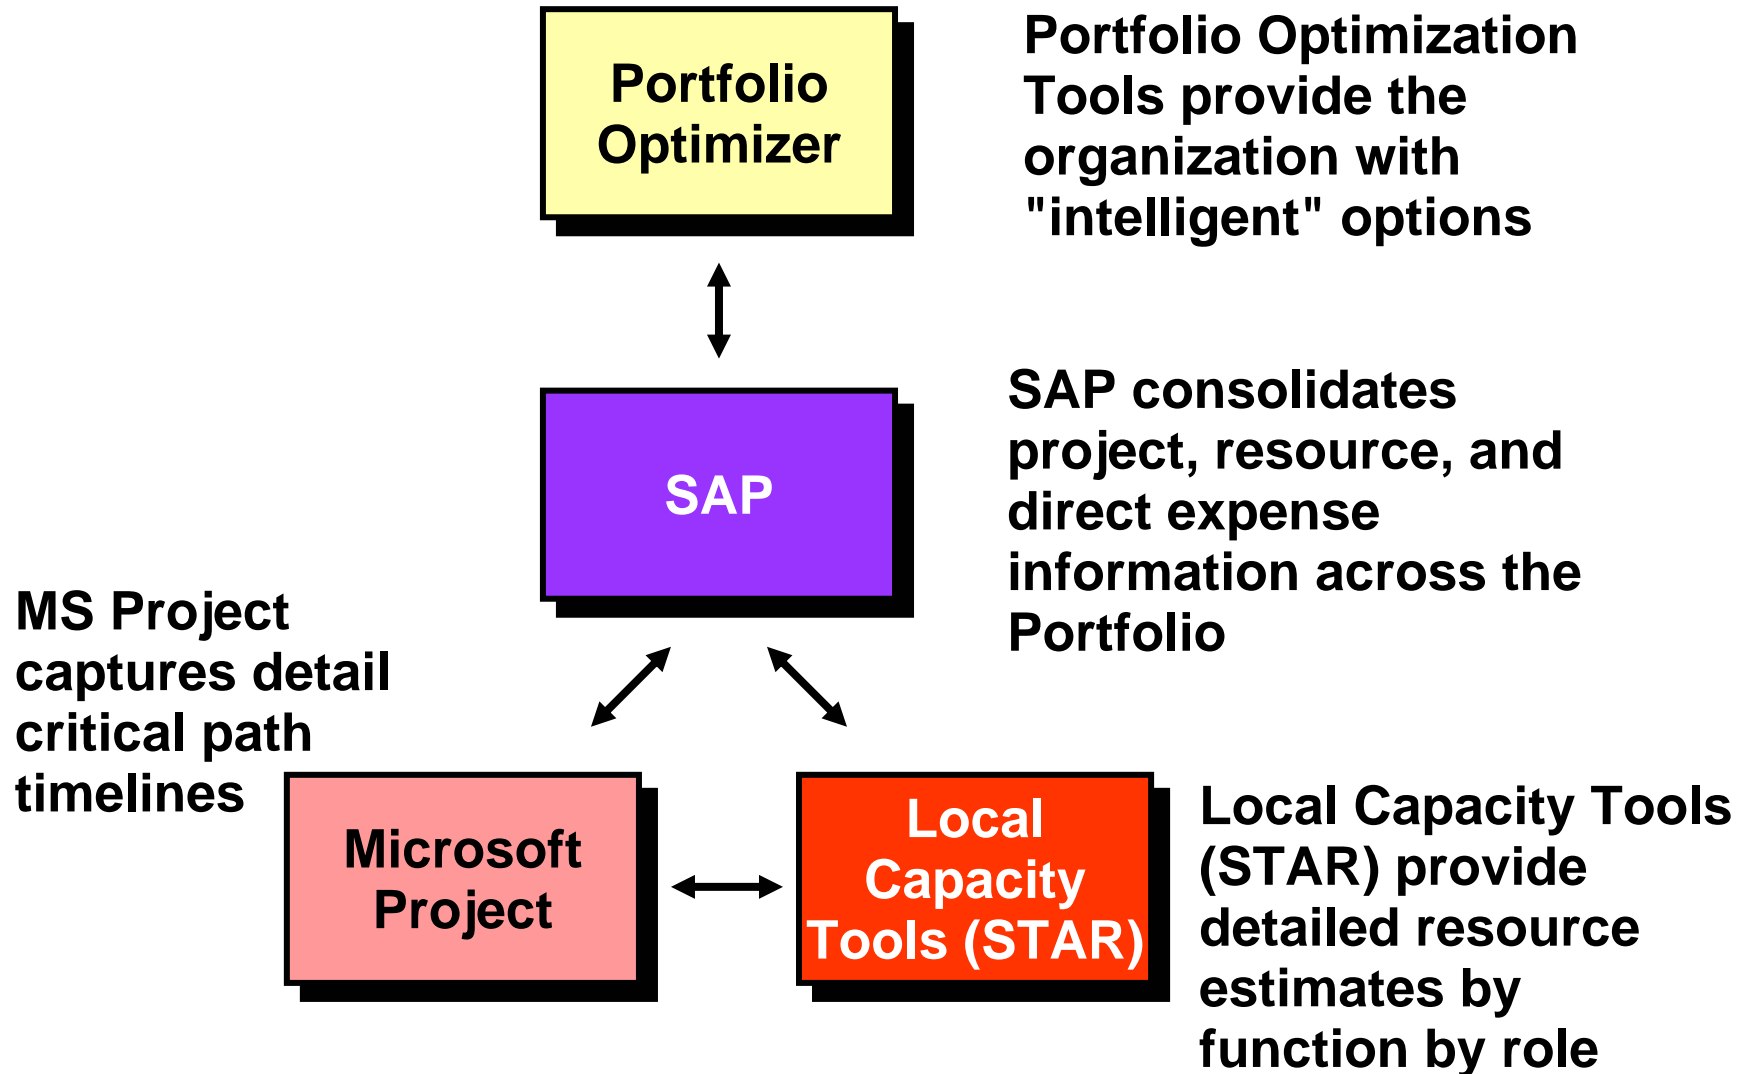 Portfolio
Optimizer
Portfolio Optimization
Tools provide the
organization with
"intelligent" options
SAP
SAP consolidates
project, resource, and
direct expense
information across the
Portfolio
MS Project
captures detail
critical path
timelines
Microsoft
Project
Local
Capacity
Tools (STAR)
Local Capacity Tools
(STAR) provide
detailed resource
estimates by
function by role